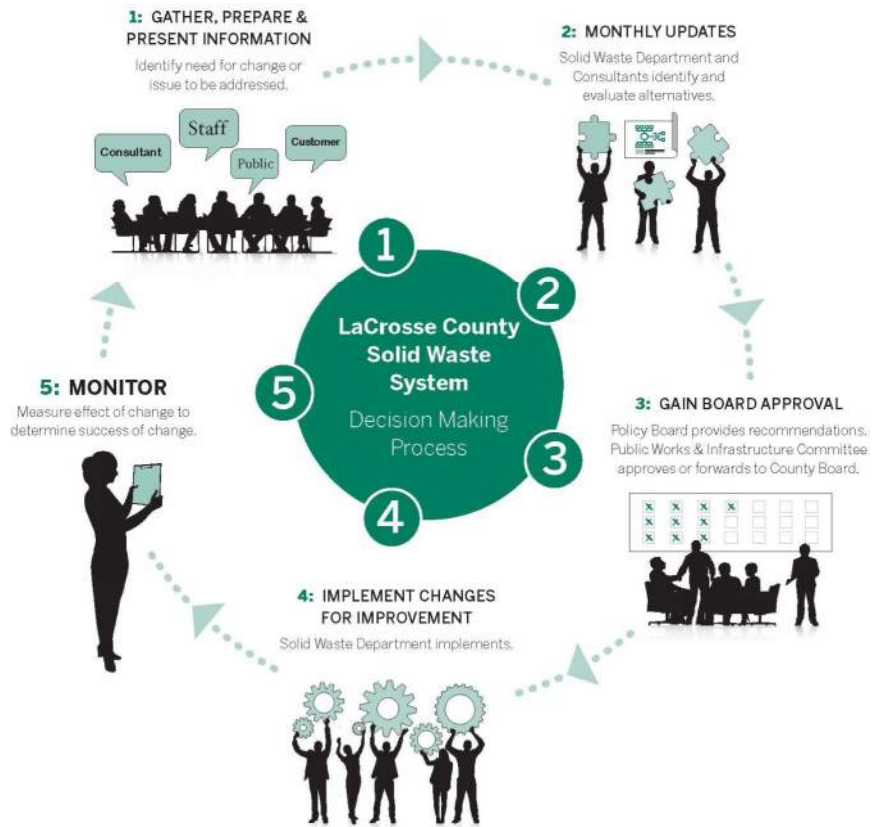 1: GATHER, PREPARE &
PRESENT INFORMATION
Identify need for change or
issue to be addressed.
Consultant
Staff
Public
Customer
2: MONTHLY UPDATES
Solid Waste Department and
Consultants identify and
evaluate alternatives.
1
2
3
4
5
LaCrosse County
Solid Waste
System
Decision Making
Process
3: GAIN BOARD APPROVAL
Policy Board provides recommendations.
Public Works & Infrastructure Committee
approves or forwards to County Board.
4: IMPLEMENT CHANGES
FOR IMPROVEMENT
Solid Waste Department implements.
5: MONITOR
Measure effect of change to
determine success of change.